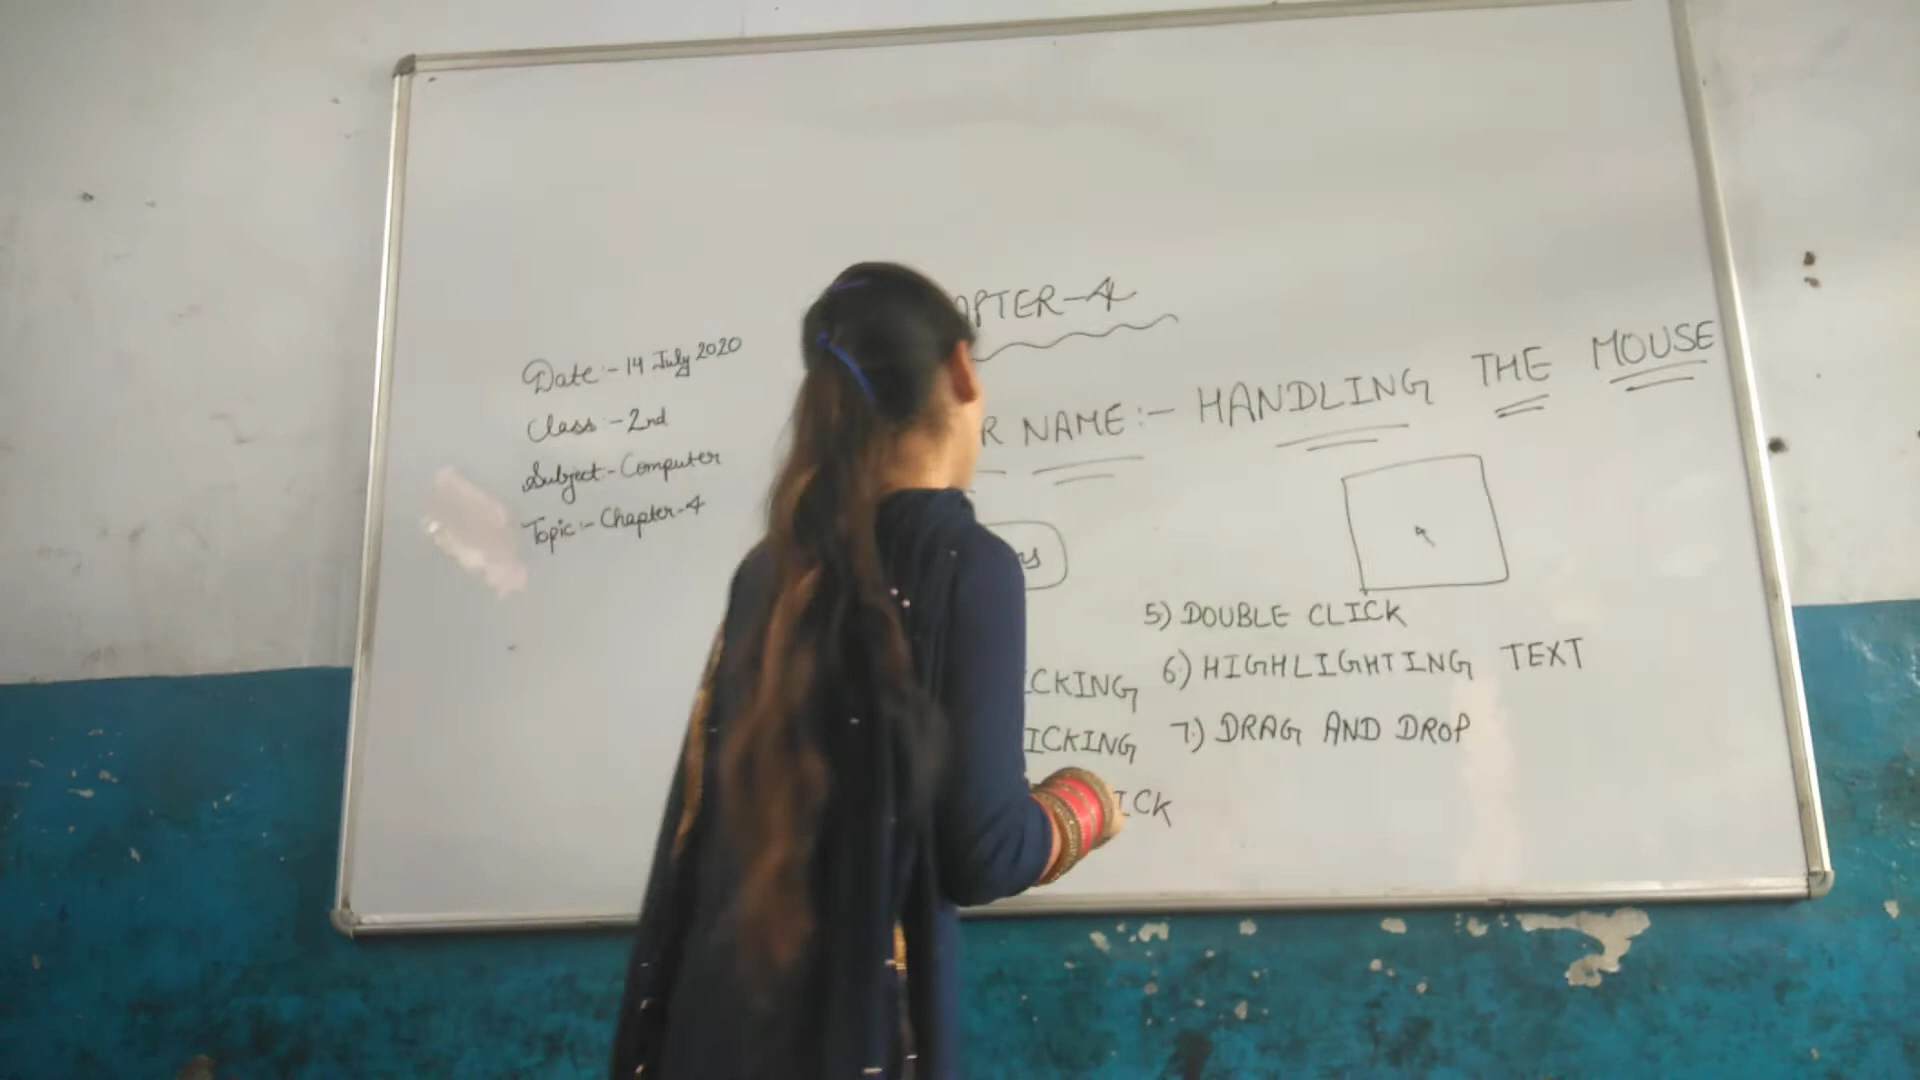 APTER-4
Date:- 14 July 2020
Class:- 2nd
Subject:- Computer
Topic:- Chapter-4
R NAME:- HANDLING THE MOUSE
5) DOUBLE CLICK
ICKING 6.) HIGHLIGHTING TEXT
ICKING 7.) DRAG AND DROP
ICK